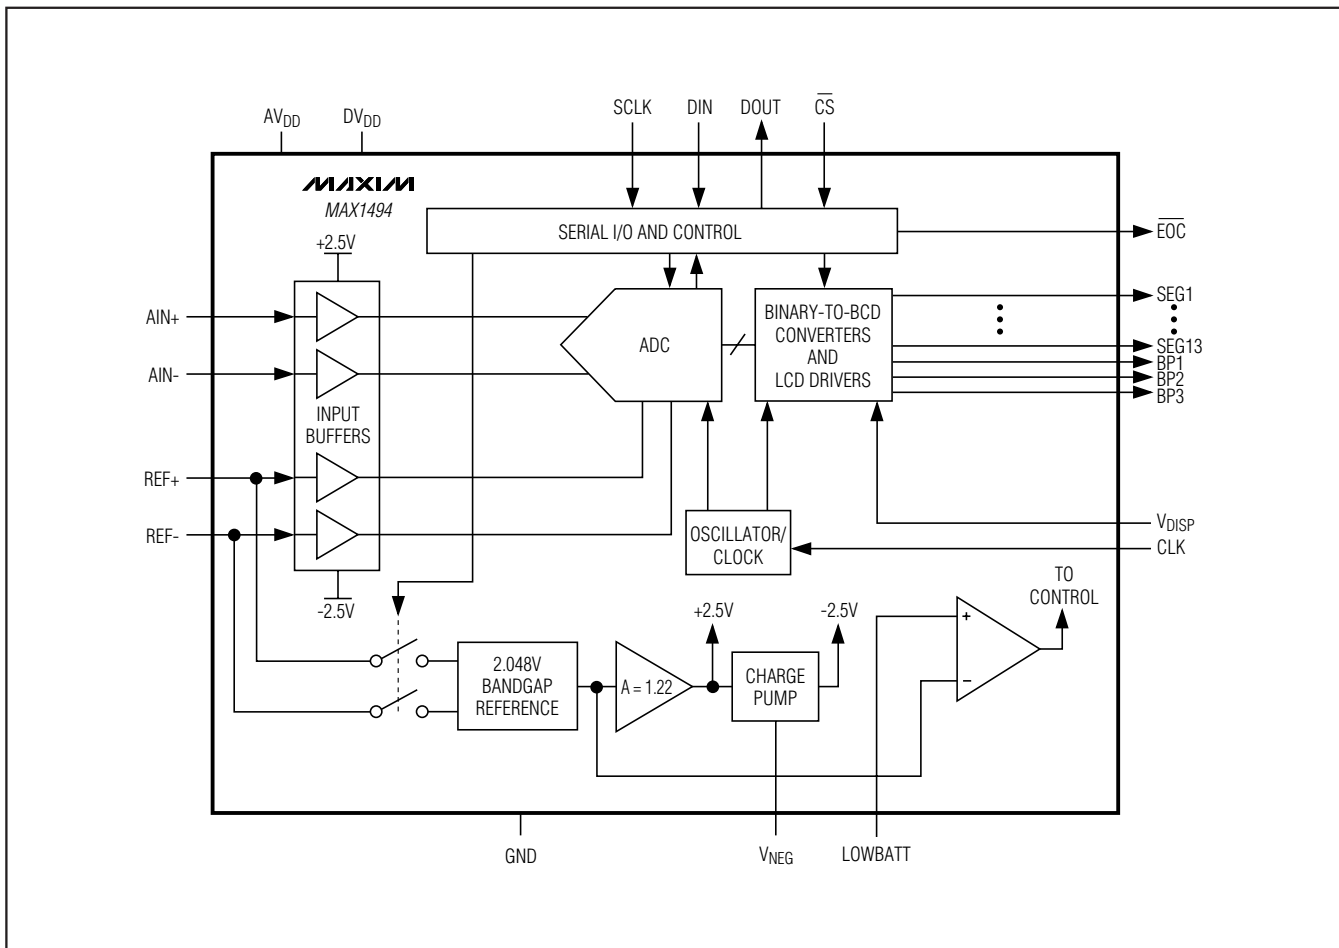 SCLK DIN DOUT CS
AVDD DVDD
MAXIM
MAX1494
+2.5V
SERIAL I/O AND CONTROL
EOC
AIN+
AIN-
INPUT
BUFFERS
REF+
REF-
-2.5V
ADC
BINARY-TO-BCD
CONVERTERS
AND
LCD DRIVERS
SEG1
SEG13
BP1
BP2
BP3
OSCILLATOR/
CLOCK
VDISP
CLK
2.048V
BANDGAP
REFERENCE
A = 1.22
+2.5V
CHARGE
PUMP
-2.5V
+
−
TO
CONTROL
GND
VNEG
LOWBATT